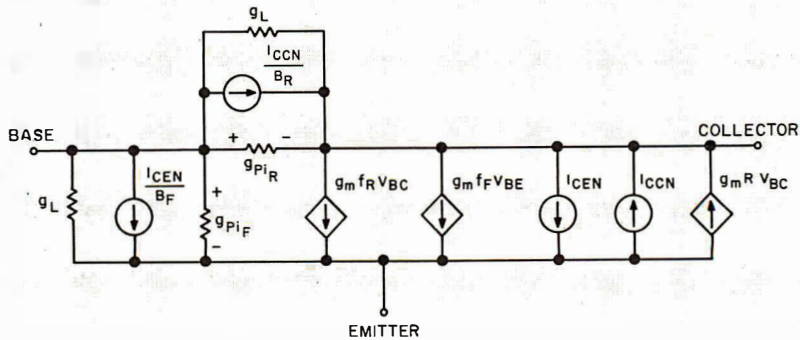 g_L
I_CCN
B_R
BASE
COLLECTOR
+ −
g_Pi_R
g_L
I_CEN
B_F
+
g_Pi_F
−
g_m f_R V_BC
g_m f_F V_BE
I_CEN
I_CCN
g_m R V_BC
EMITTER